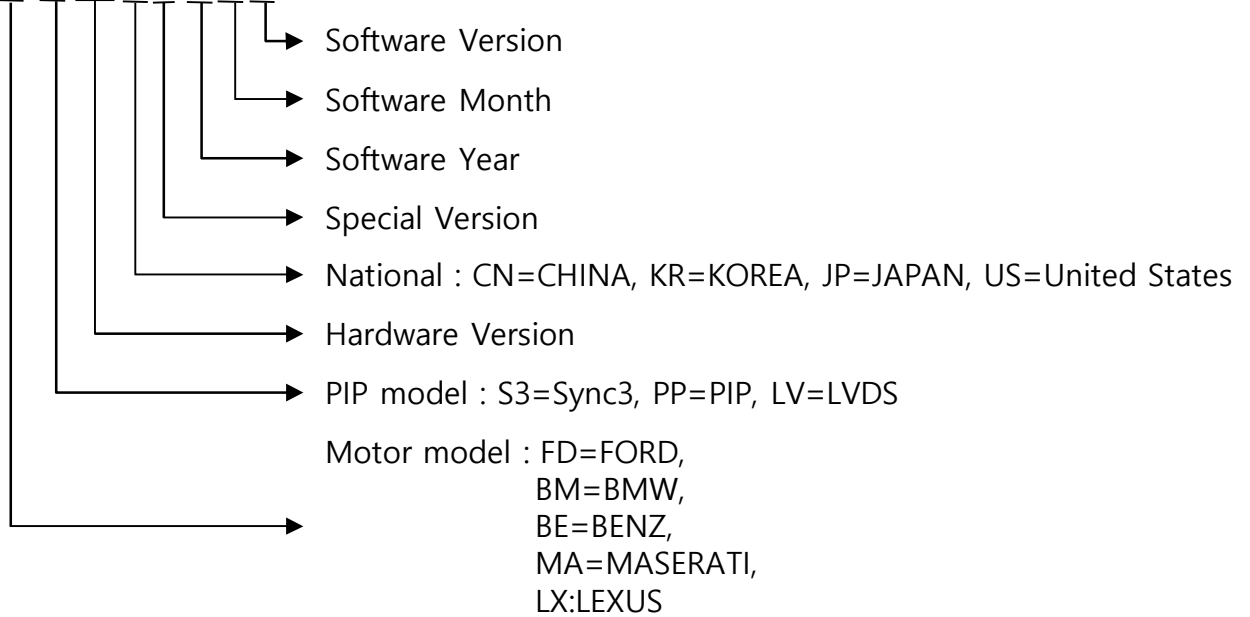 Software Version
Software Month
Software Year
Special Version
National : CN=CHINA, KR=KOREA, JP=JAPAN, US=United States
Hardware Version
PIP model : S3=Sync3, PP=PIP, LV=LVDS
Motor model : FD=FORD,
BM=BMW,
BE=BENZ,
MA=MASERATI,
LX:LEXUS